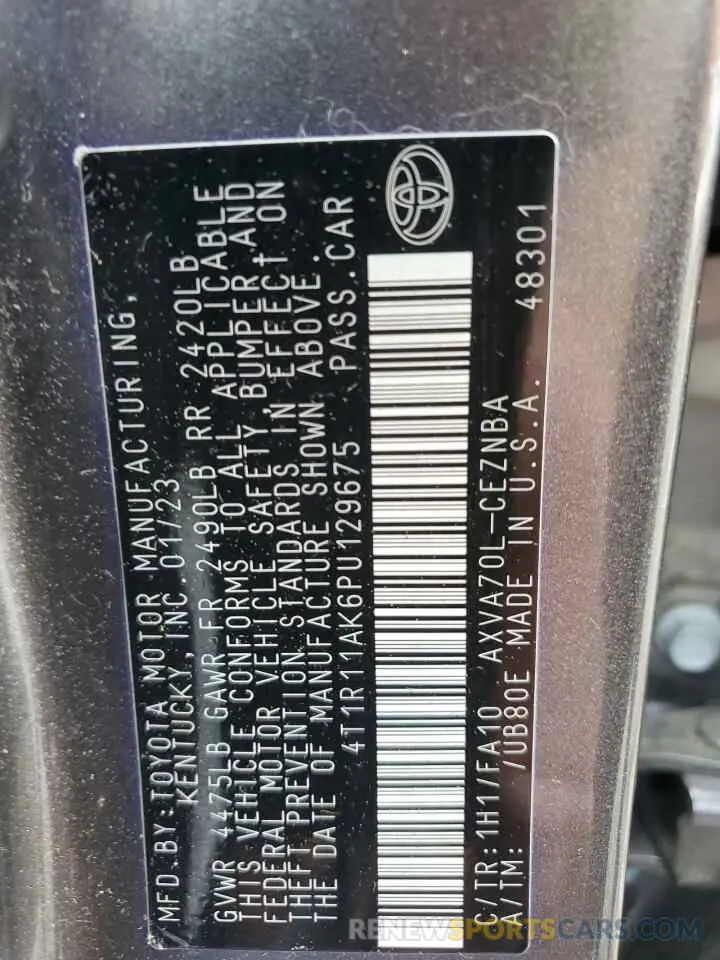 MFD.BY:TOYOTA MOTOR MANUFACTURING,
KENTUCKY, INC. 01/23
GVWR 4475LB GAWR FR 2490LB RR 2420LB
THIS VEHICLE CONFORMS TO ALL APPLICABLE
FEDERAL MOTOR VEHICLE SAFETY, BUMPER, AND
THEFT PREVENTION STANDARDS IN EFFECT ON
THE DATE OF MANUFACTURE SHOWN ABOVE.
4T1R11AK6PU129675 PASS.CAR
C/TR:1H1/FA10 AXVA70L-CEZNBA
A/TM: /UB80E MADE IN U.S.A. 48301
RENEWSPORTSCARS.COM